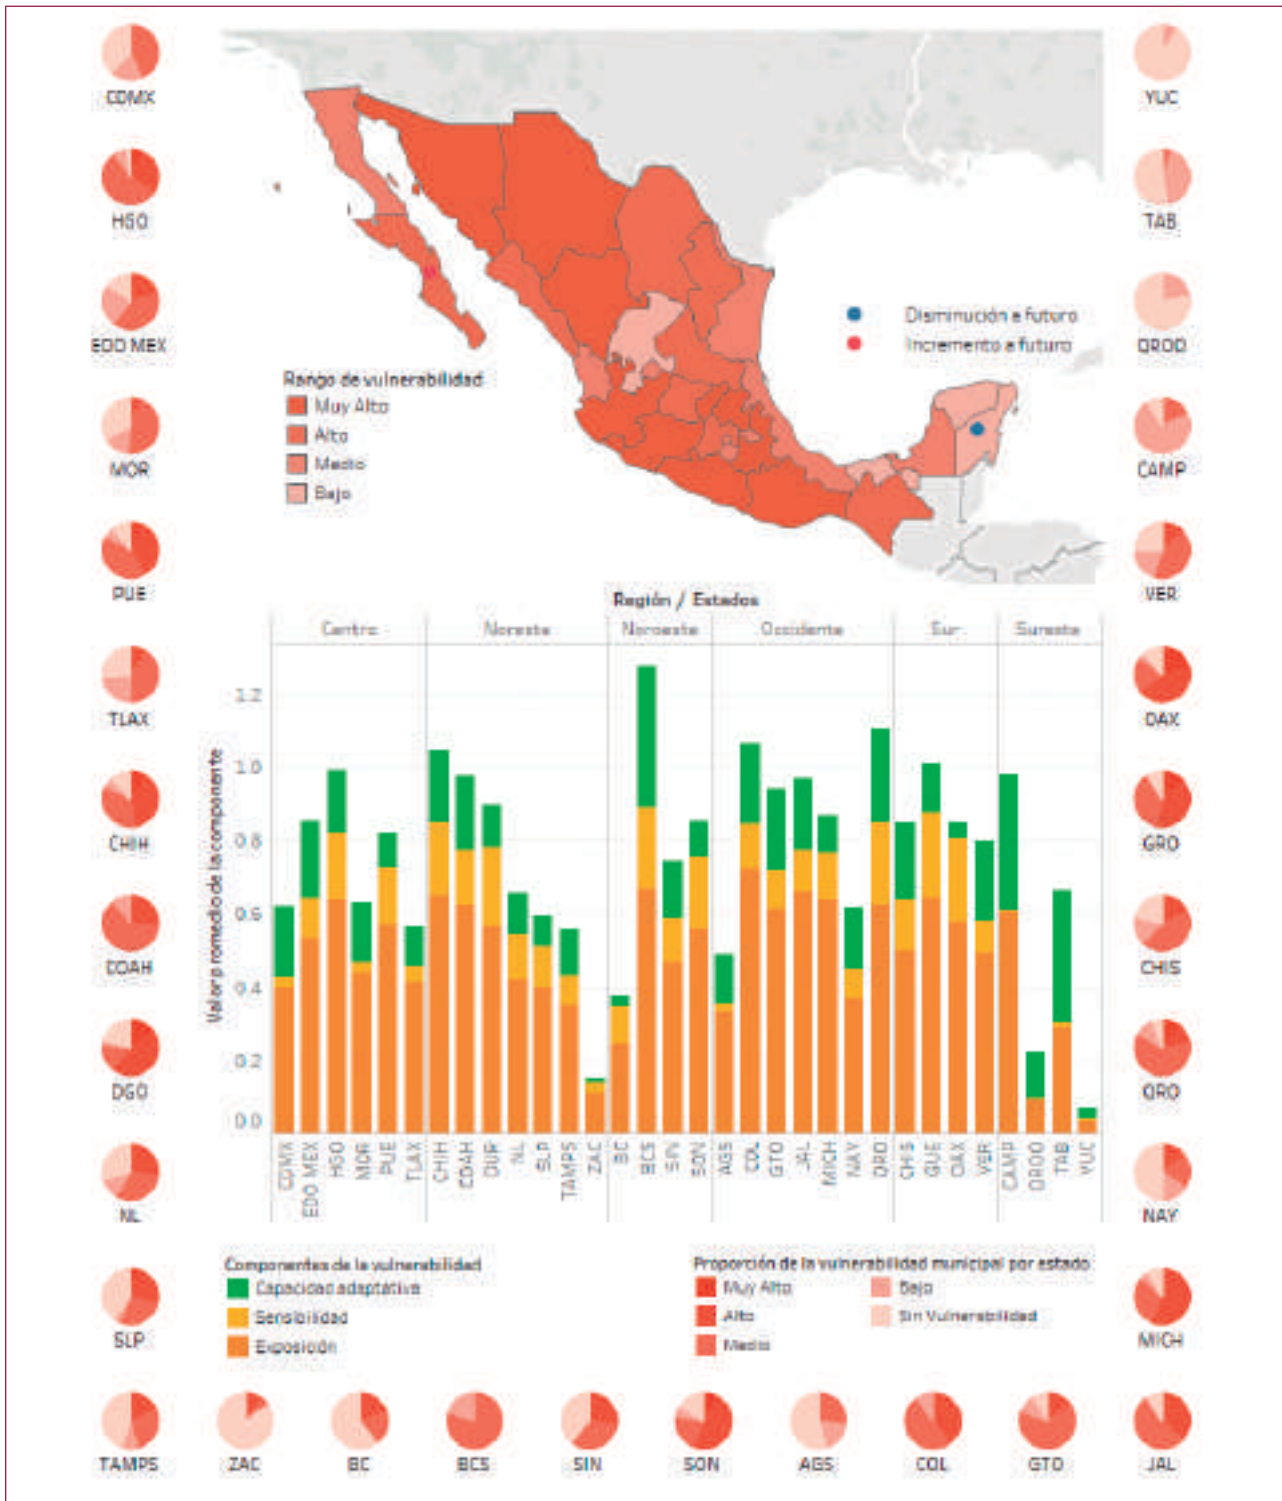 CDMX
HGO
EDO MEX
MOR
PUE
TLAX
CHIH
COAH
DGO
NL
SLP
TAMPS
ZAC
BC
BCS
SIN
SON
AGS
COL
GTO
JAL
YUC
TAB
QROO
CAMP
VER
OAX
GRO
CHIS
QRO
NAY
MICH
Disminución a futuro
Incremento a futuro
Rango de vulnerabilidad
Muy Alto
Alto
Medio
Bajo
Región / Estados
Centro Noreste Noroeste Occidente Sur Sureste
Valor promedio de la componente
1.2
1.0
0.8
0.6
0.4
0.2
0.0
CDMX EDO MEX HGO MOR PUE TLAX CHIH COAH DUR NL SLP TAMPS ZAC BC BCS SIN SON AGS COL GTO JAL MICH NAY QRO CHIS GUE OAX VER CAMP QROO TAB YUC
Componentes de la vulnerabilidad
Capacidad adaptativa
Sensibilidad
Exposición
Proporción de la vulnerabilidad municipal por estado
Muy Alto
Alto
Medio
Bajo
Sin Vulnerabilidad